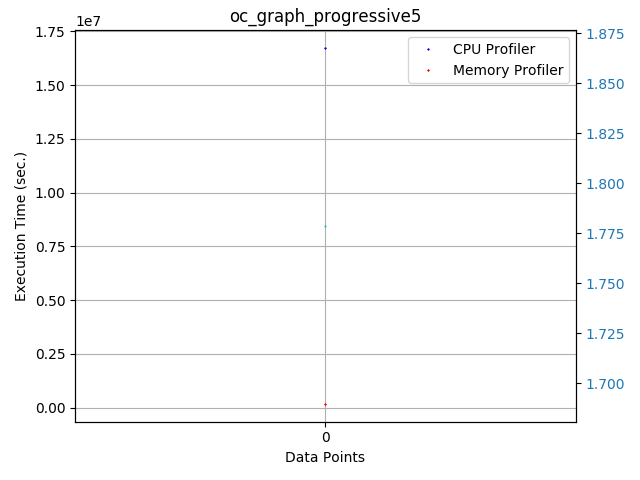 oc_graph_progressive5
1e7
1.75
1.50
1.25
1.00
0.75
0.50
0.25
0.00
Execution Time (sec.)
CPU Profiler
Memory Profiler
1.875
1.850
1.825
1.800
1.775
1.750
1.725
1.700
0
Data Points